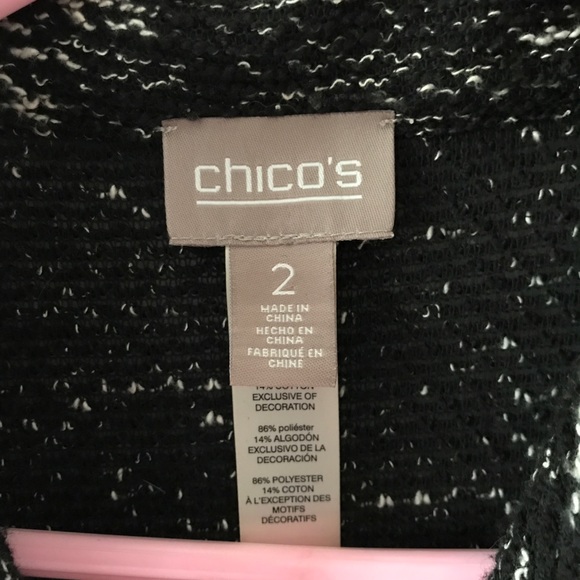 chico's
2
MADE IN
CHINA
HECHO EN
CHINA
FABRIQUÉ EN
CHINE
14% COTTON
EXCLUSIVE OF
DECORATION
86% poliéster
14% ALGODÓN
EXCLUSIVO DE LA
DECORACIÓN
86% POLYESTER
14% COTON
À L'EXCEPTION DES
MOTIFS
DÉCORATIFS